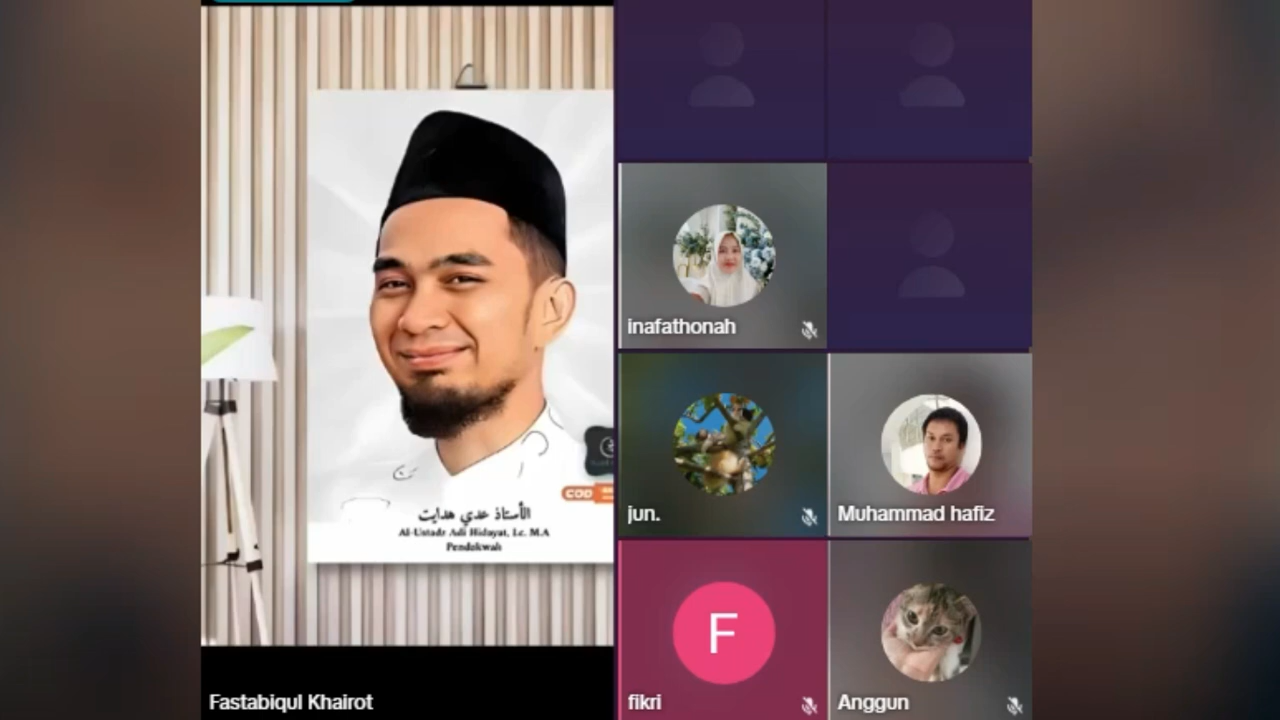 الأستاذ عدي هدايت
Al-Ustadz Adi Hidayat, Lc. M.A
Pendakwah
COD
Fastabiqul Khairot
inafathonah
jun.
Muhammad hafiz
F
fikri
Anggun